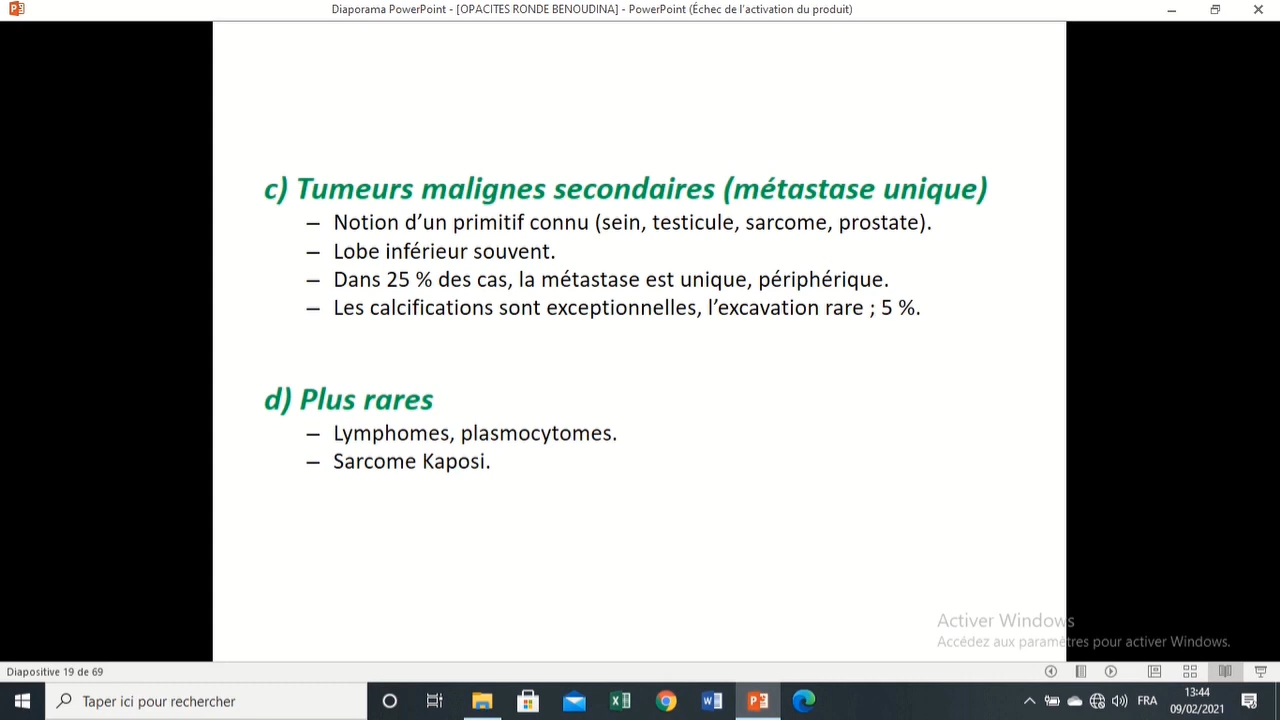 Diaporama PowerPoint - [OPACITES RONDE BENOUDINA] - PowerPoint (Échec de l'activation du produit)
c) Tumeurs malignes secondaires (métastase unique)
– Notion d’un primitif connu (sein, testicule, sarcome, prostate).
– Lobe inférieur souvent.
– Dans 25 % des cas, la métastase est unique, périphérique.
– Les calcifications sont exceptionnelles, l’excavation rare ; 5 %.
d) Plus rares
– Lymphomes, plasmocytomes.
– Sarcome Kaposi.
Activer Windows
Accédez aux paramètres pour activer Windows.
Diapositive 19 de 69
Taper ici pour rechercher
FRA
13:44
09/02/2021